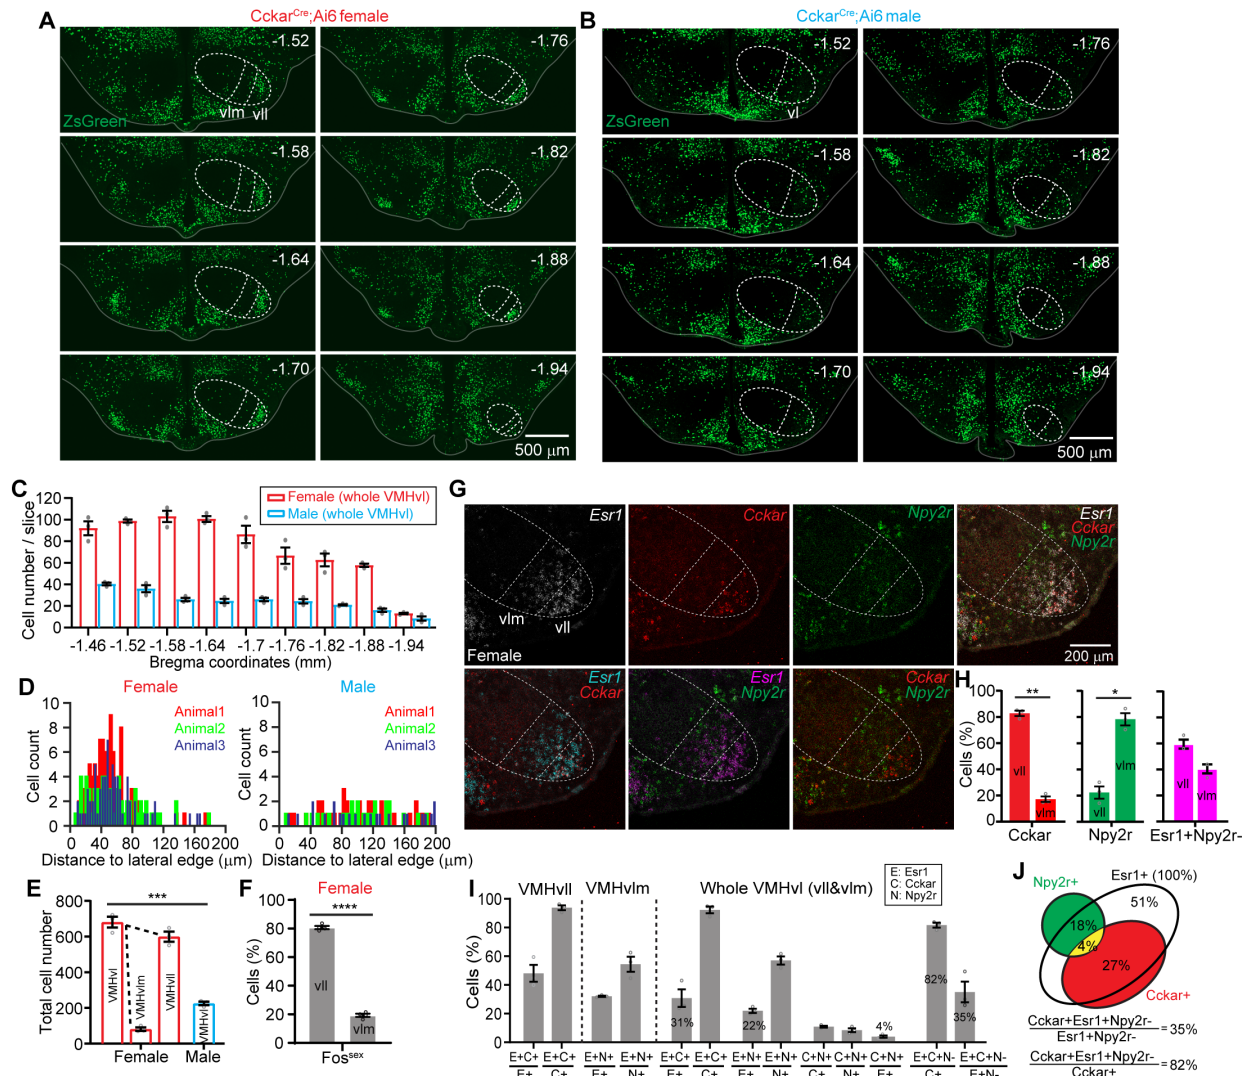 A
CckarCre;Ai6 female
-1.52
vlm
vll
ZsGreen
-1.76
-1.58
-1.82
-1.64
-1.88
-1.70
-1.94
500 μm
B
CckarCre;Ai6 male
-1.52
vl
ZsGreen
-1.76
-1.58
-1.82
-1.64
-1.88
-1.70
-1.94
500 μm
C
Female (whole VMHvl)
Male (whole VMHvl)
Cell number / slice
120
100
80
60
40
20
0
-1.46 -1.52 -1.58 -1.64 -1.7 -1.76 -1.82 -1.88 -1.94
Bregma coordinates (mm)
D
Female
Animal1
Animal2
Animal3
Cell count
10
8
6
4
2
0
0 40 80 120 160 200
Distance to lateral edge (μm)
Male
Animal1
Animal2
Animal3
Cell count
10
8
6
4
2
0
0 40 80 120 160 200
Distance to lateral edge (μm)
E
***
Total cell number
600
400
200
0
VMHvl
VMHvlm
VMHvll
VMHvl
Female
Male
F
Female
****
Cells (%)
100
80
60
40
20
0
vll
vlm
Fossex
G
Esr1
vlm
vll
Female
Cckar
Npy2r
Esr1
Cckar
Npy2r
200 μm
Esr1
Cckar
Esr1
Npy2r
Cckar
Npy2r
H
Cells (%)
100
80
60
40
20
0
**
vll
vlm
Cckar
*
vll
vlm
Npy2r
vll
vlm
Esr1+Npy2r-
I
E: Esr1
C: Cckar
N: Npy2r
VMHvll
VMHvlm
Whole VMHvl (vll&vlm)
Cells (%)
100
80
60
40
20
0
31%
22%
4%
82%
35%
E+C+ E+C+ E+N+ E+N+ E+C+ E+C+ E+N+ E+N+ C+N+ C+N+ C+N+ E+C+N- E+C+N-
E+ C+ E+ N+ E+ C+ E+ N+ C+ N+ E+ C+ E+N-
J
Esr1+ (100%)
Npy2r+
51%
18%
4%
27%
Cckar+
Cckar+Esr1+Npy2r-
Esr1+Npy2r-
=35%
Cckar+Esr1+Npy2r-
Cckar+
=82%